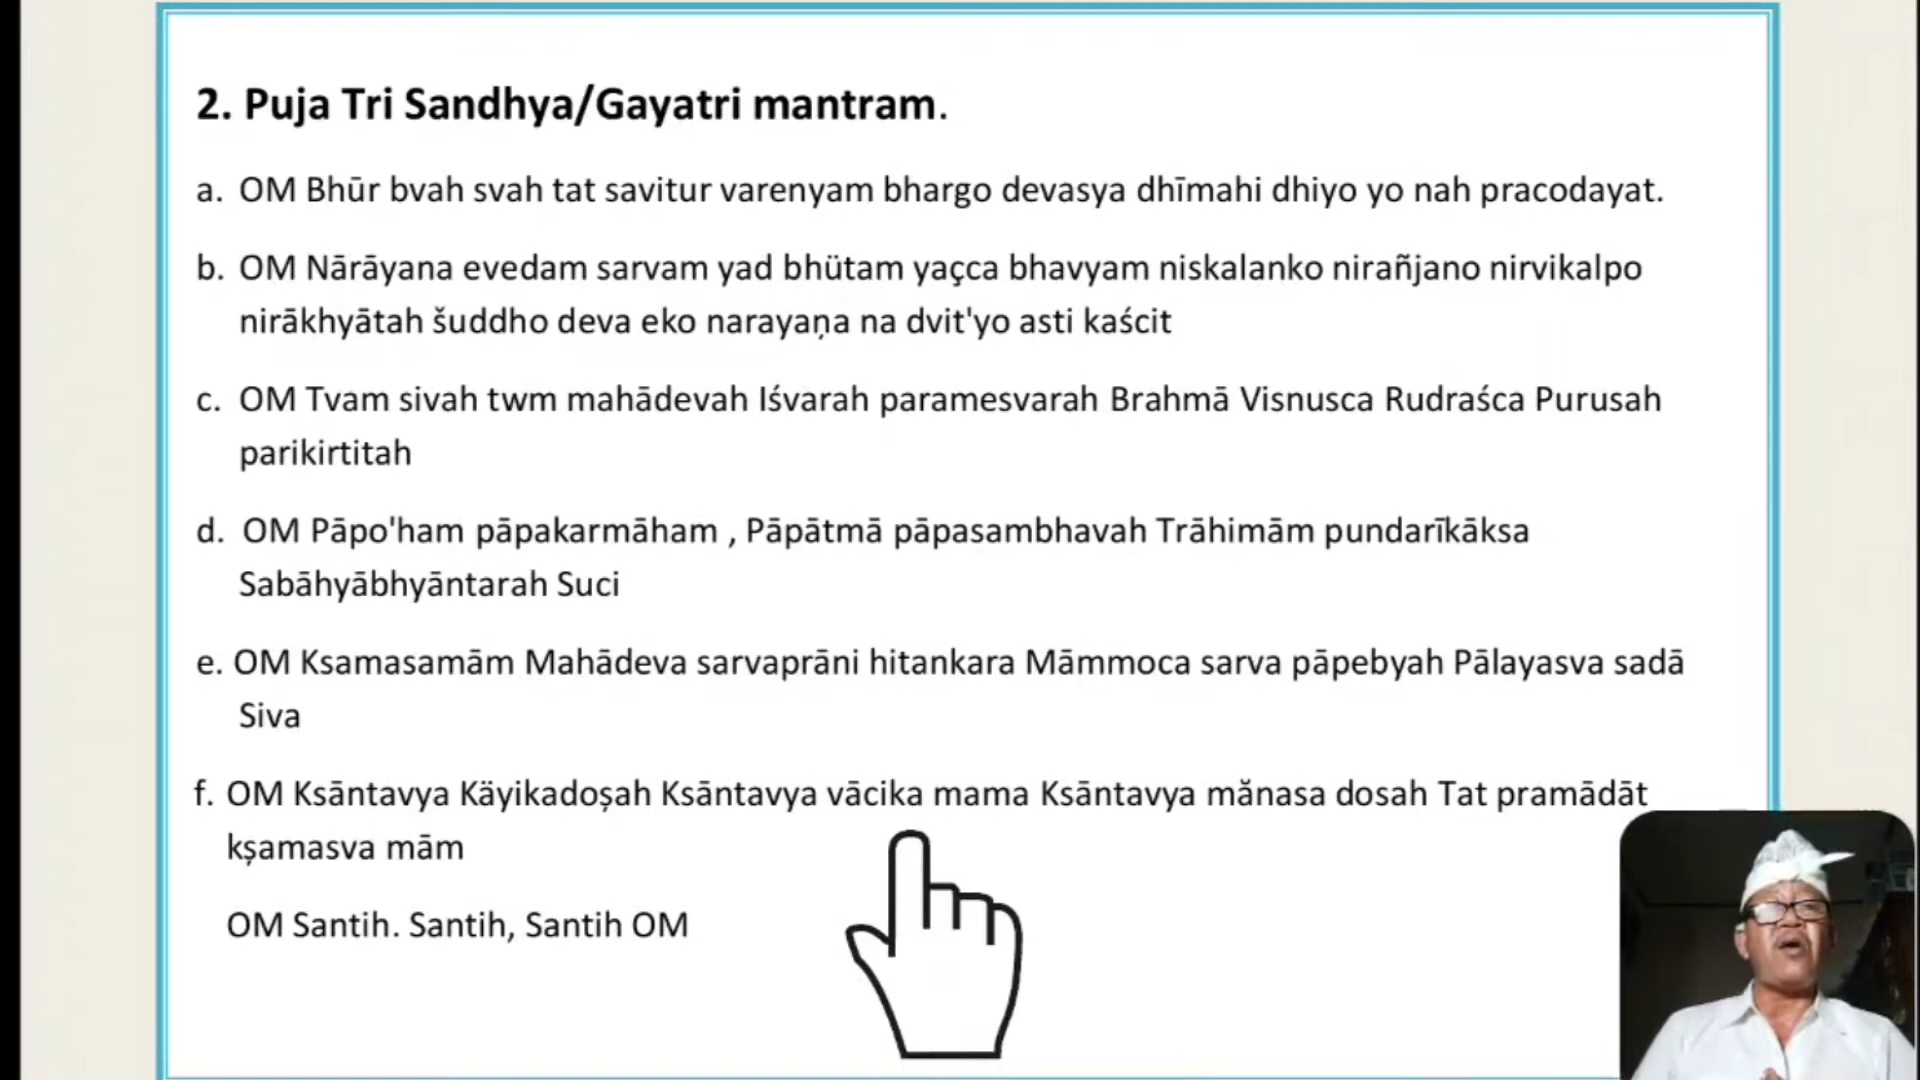 2. Puja Tri Sandhya/Gayatri mantram.
a. OM Bhūr bvah svah tat savitur varenyam bhargo devasya dhīmahi dhiyo yo nah pracodayat.
b. OM Nārāyana evedam sarvam yad bhütam yaçca bhavyam niskalanko nirañjano nirvikalpo
nirākhyātah šuddho deva eko narayaṇa na dvit'yo asti kaścit
c. OM Tvam sivah twm mahādevah Iśvarah paramesvarah Brahmā Visnusca Rudraśca Purusah
parikirtitah
d. OM Pāpo'ham pāpakarmāham , Pāpātmā pāpasambhavah Trāhimām pundarīkāksa
Sabāhyābhyāntarah Suci
e. OM Ksamasamām Mahādeva sarvaprāni hitankara Māmmoca sarva pāpebyah Pālayasva sadā
Siva
f. OM Ksāntavya Käyikadoṣah Ksāntavya vācika mama Ksāntavya mănasa dosah Tat pramādāt
kṣamasva mām
OM Santih. Santih, Santih OM